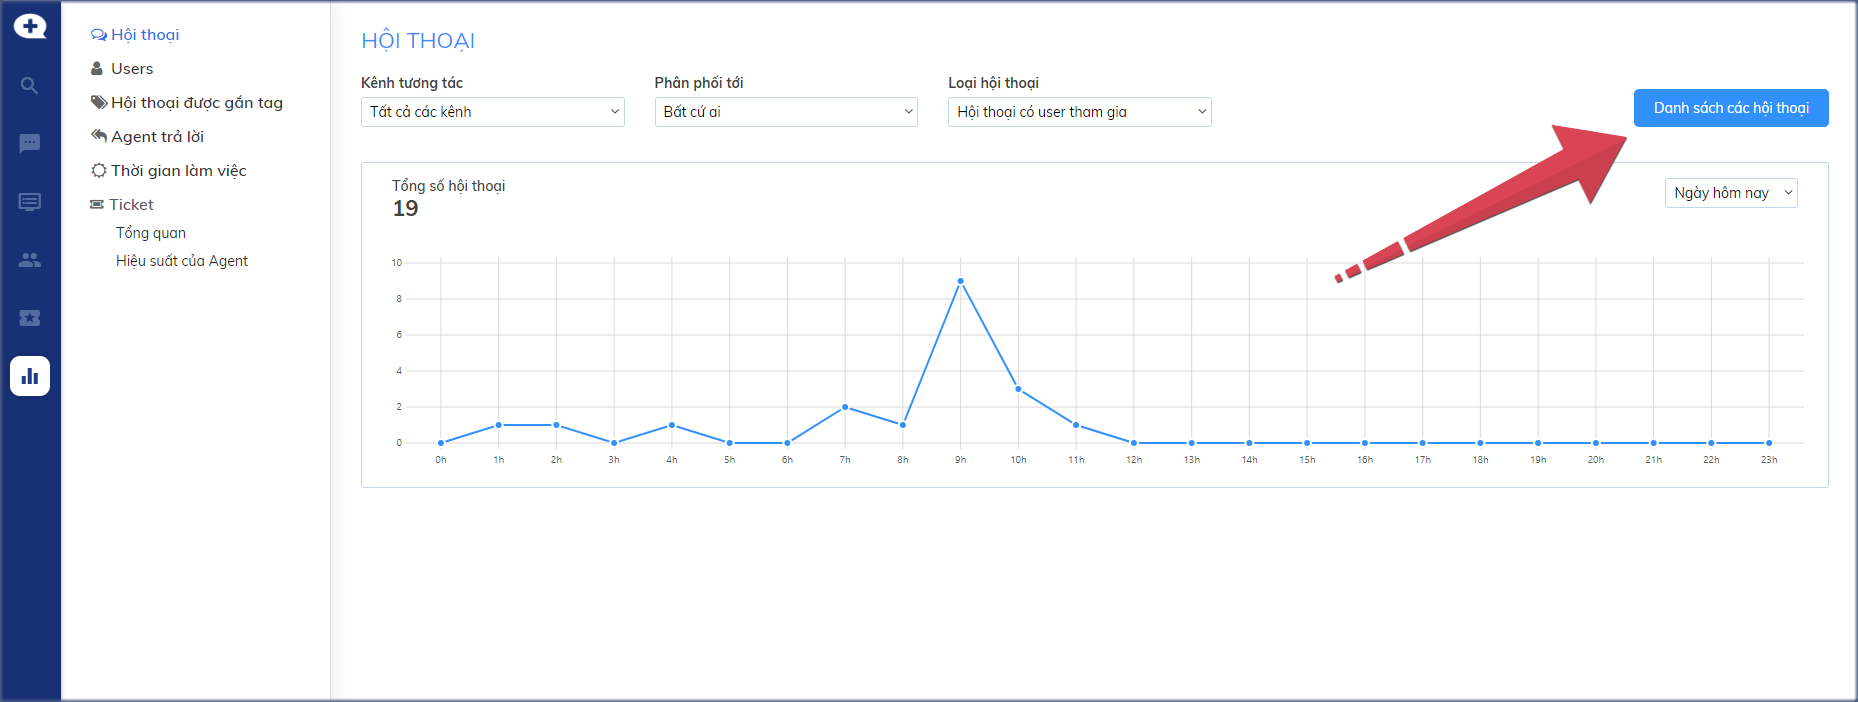 Hội thoại
Users
Hội thoại được gắn tag
Agent trả lời
Thời gian làm việc
Ticket
Tổng quan
Hiệu suất của Agent
HỘI THOẠI
Kênh tương tác
Tất cả các kênh
Phân phối tới
Bất cứ ai
Loại hội thoại
Hội thoại có user tham gia
Danh sách các hội thoại
Tổng số hội thoại
19
Ngày hôm nay
10
8
6
4
2
0
0h 1h 2h 3h 4h 5h 6h 7h 8h 9h 10h 11h 12h 13h 14h 15h 16h 17h 18h 19h 20h 21h 22h 23h